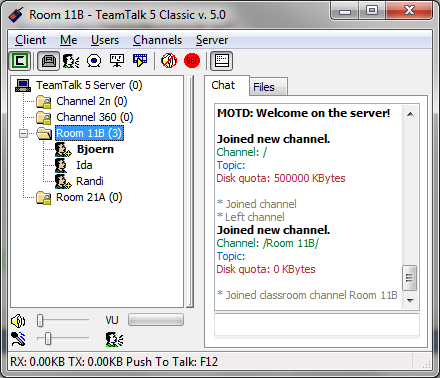 Room 11B - TeamTalk 5 Classic v. 5.0
Client Me Users Channels Server
TeamTalk 5 Server (0)
Channel 2n (0)
Channel 360 (0)
Room 11B (3)
Bjoern
Ida
Randi
Room 21A (0)
VU
Chat Files
MOTD: Welcome on the server!
Joined new channel.
Channel: /
Topic:
Disk quota: 500000 KBytes
* Joined channel
* Left channel
Joined new channel.
Channel: /Room 11B/
Topic:
Disk quota: 0 KBytes
* Joined classroom channel Room 11B
RX: 0.00KB TX: 0.00KB Push To Talk: F12